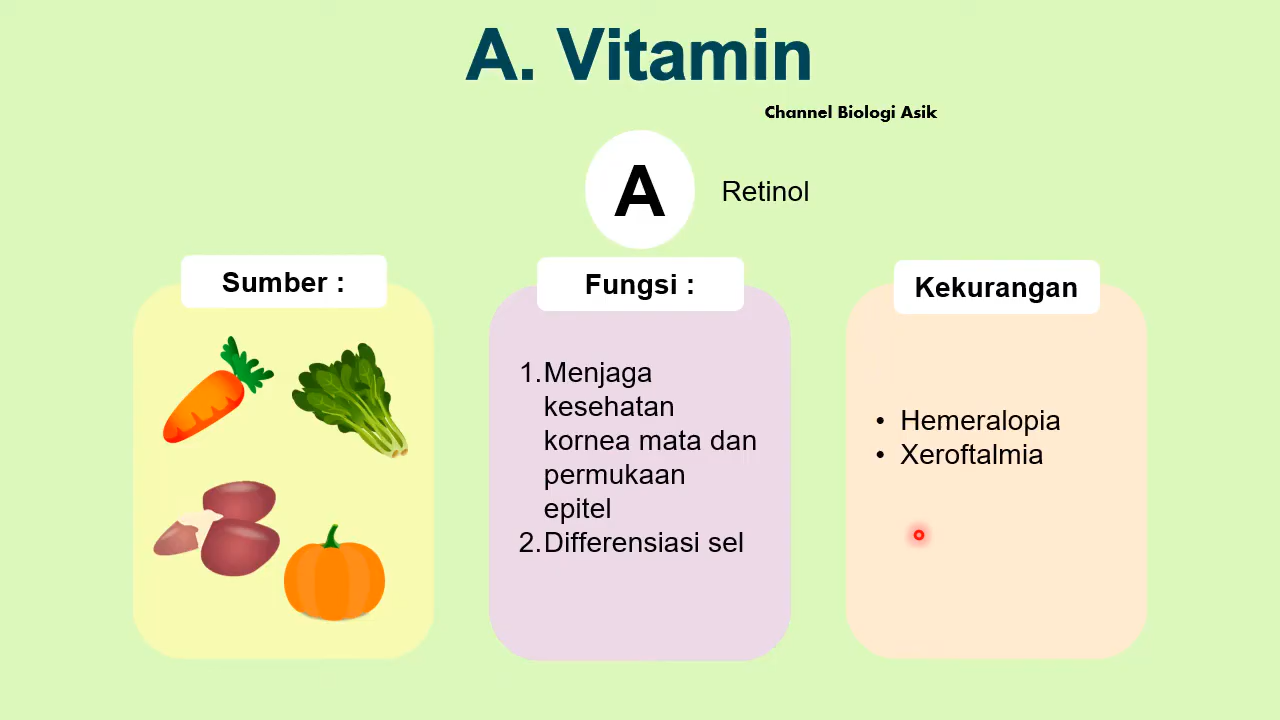 A. Vitamin
Channel Biologi Asik
A
Retinol
Sumber :
Fungsi :
1.Menjaga
kesehatan
kornea mata dan
permukaan
epitel
2.Differensiasi sel
Kekurangan
• Hemeralopia
• Xeroftalmia